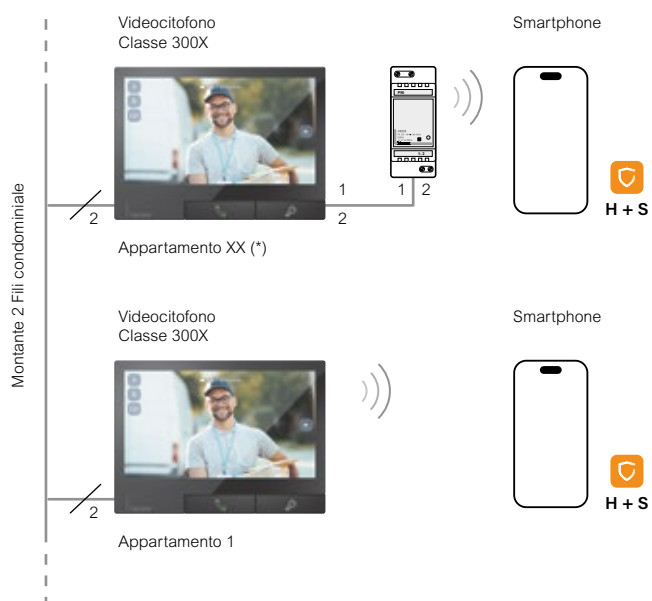 Videocitofono
Classe 300X
Smartphone
1
2
1 2
2
H + S
Appartamento XX (*)
Montante 2 Fili condominiale
Videocitofono
Classe 300X
Smartphone
2
H + S
Appartamento 1